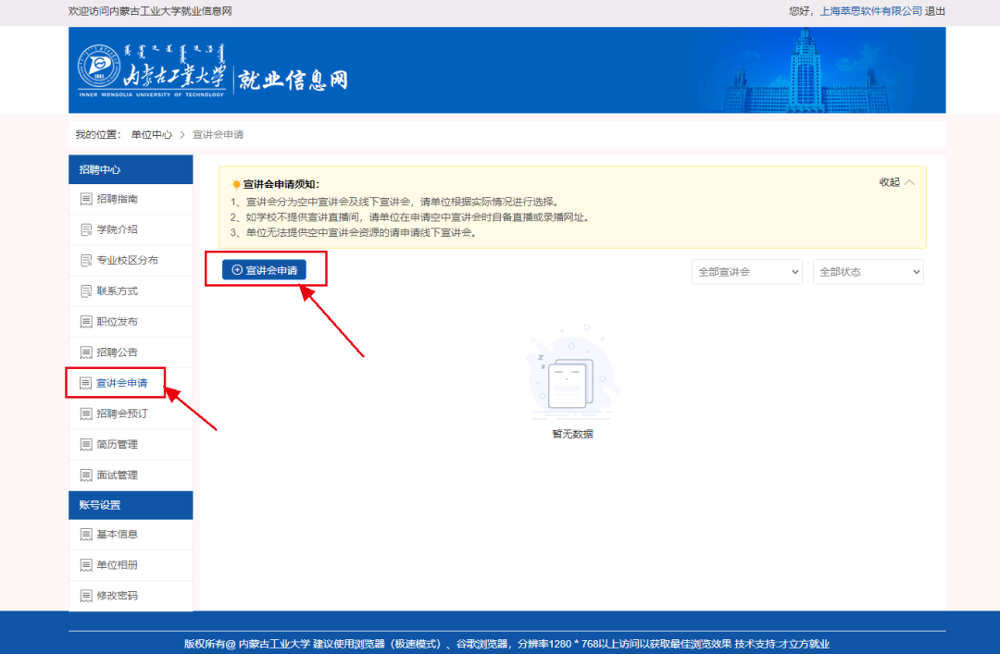 欢迎访问内蒙古工业大学就业信息网
您好，上海萃思软件有限公司 退出
内蒙古工业大学
INNER MONGOLIA UNIVERSITY OF TECHNOLOGY
就业信息网
我的位置： 单位中心 > 宣讲会申请
招聘中心
招聘指南
学院介绍
专业校区分布
联系方式
职位发布
招聘公告
宣讲会申请
招聘会预订
简历管理
面试管理
账号设置
基本信息
单位相册
修改密码
宣讲会申请须知：
收起
1、宣讲会分为空中宣讲会及线下宣讲会，请单位根据实际情况进行选择。
2、如学校不提供宣讲直播间，请单位在申请空中宣讲会时自备直播或录播网址。
3、单位无法提供空中宣讲会资源的请申请线下宣讲会。
宣讲会申请
全部宣讲会
全部状态
z
z
暂无数据
版权所有@ 内蒙古工业大学 建议使用浏览器（极速模式）、谷歌浏览器，分辨率1280 * 768以上访问以获取最佳浏览效果 技术支持:才立方就业